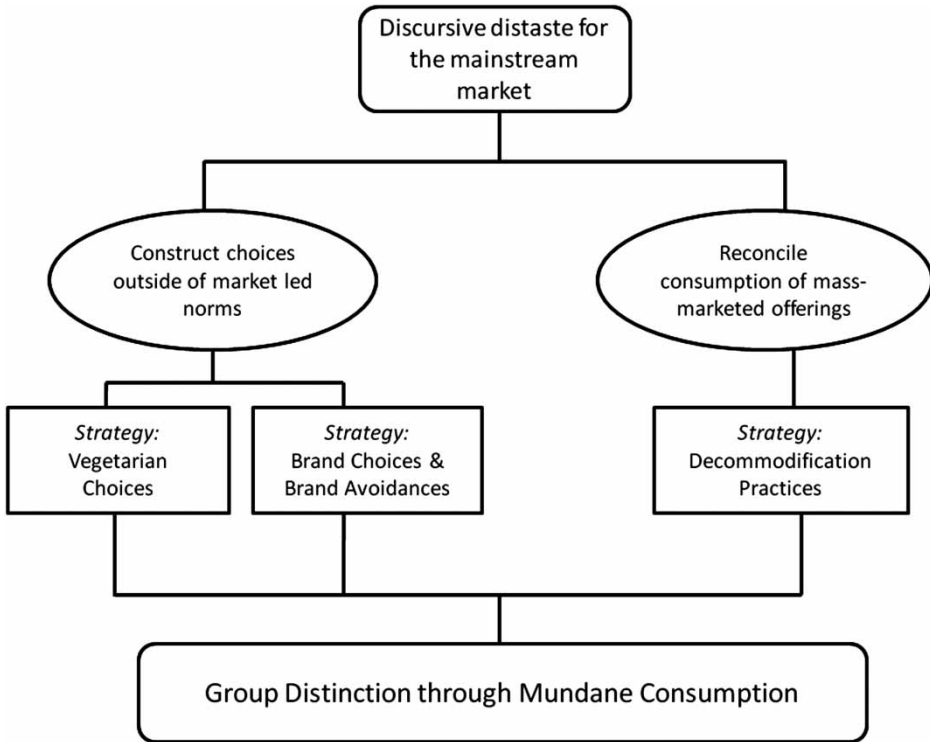 Discursive distaste for
the mainstream
market
Construct choices
outside of market led
norms
Reconcile
consumption of mass-
marketed offerings
Strategy:
Vegetarian
Choices
Strategy:
Brand Choices &
Brand Avoidances
Strategy:
Decommodification
Practices
Group Distinction through Mundane Consumption